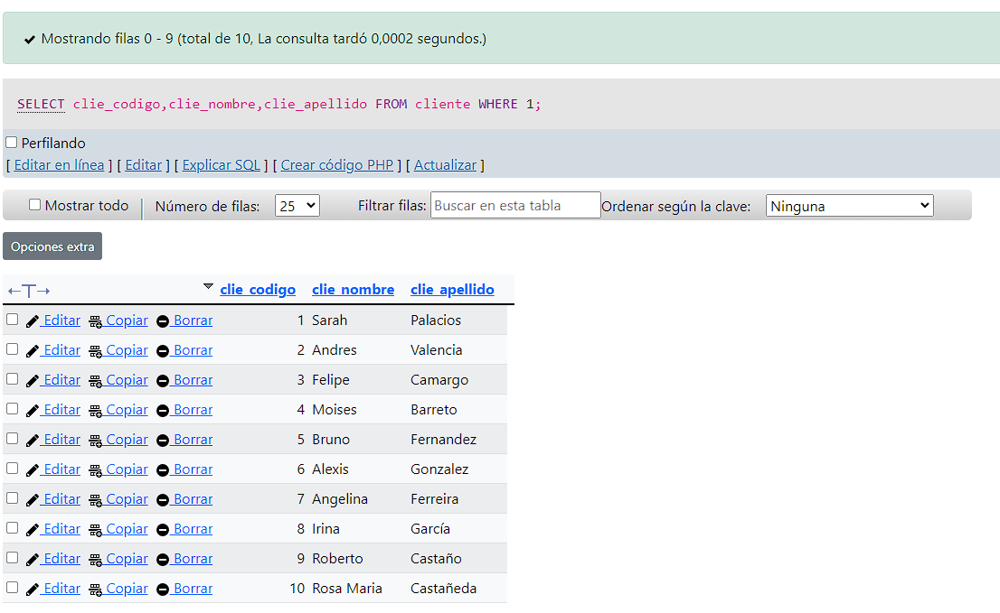 Mostrando filas 0 - 9 (total de 10, La consulta tardó 0,0002 segundos.)
SELECT clie_codigo,clie_nombre,clie_apellido FROM cliente WHERE 1;
Perfilando
[ Editar en línea ] [ Editar ] [ Explicar SQL ] [ Crear código PHP ] [ Actualizar ]
Mostrar todo Número de filas: 25 Filtrar filas: Buscar en esta tabla Ordenar según la clave: Ninguna
Opciones extra
←T→ clie_codigo clie_nombre clie_apellido
Editar Copiar Borrar 1 Sarah Palacios
Editar Copiar Borrar 2 Andres Valencia
Editar Copiar Borrar 3 Felipe Camargo
Editar Copiar Borrar 4 Moises Barreto
Editar Copiar Borrar 5 Bruno Fernandez
Editar Copiar Borrar 6 Alexis Gonzalez
Editar Copiar Borrar 7 Angelina Ferreira
Editar Copiar Borrar 8 Irina García
Editar Copiar Borrar 9 Roberto Castaño
Editar Copiar Borrar 10 Rosa Maria Castañeda